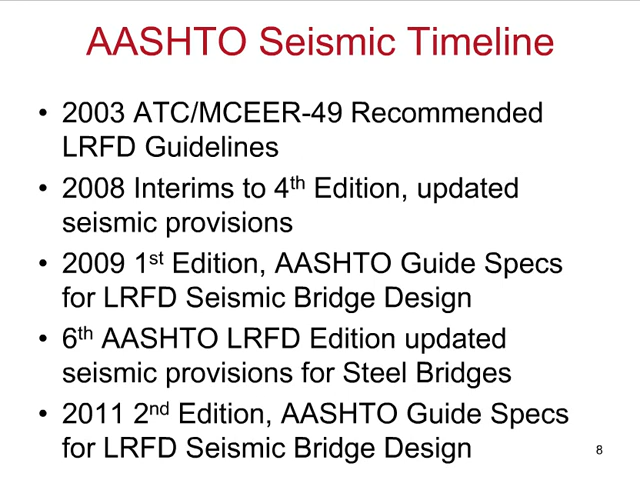 AASHTO Seismic Timeline
• 2003 ATC/MCEER-49 Recommended
LRFD Guidelines
• 2008 Interims to 4th Edition, updated
seismic provisions
• 2009 1st Edition, AASHTO Guide Specs
for LRFD Seismic Bridge Design
• 6th AASHTO LRFD Edition updated
seismic provisions for Steel Bridges
• 2011 2nd Edition, AASHTO Guide Specs
for LRFD Seismic Bridge Design
8